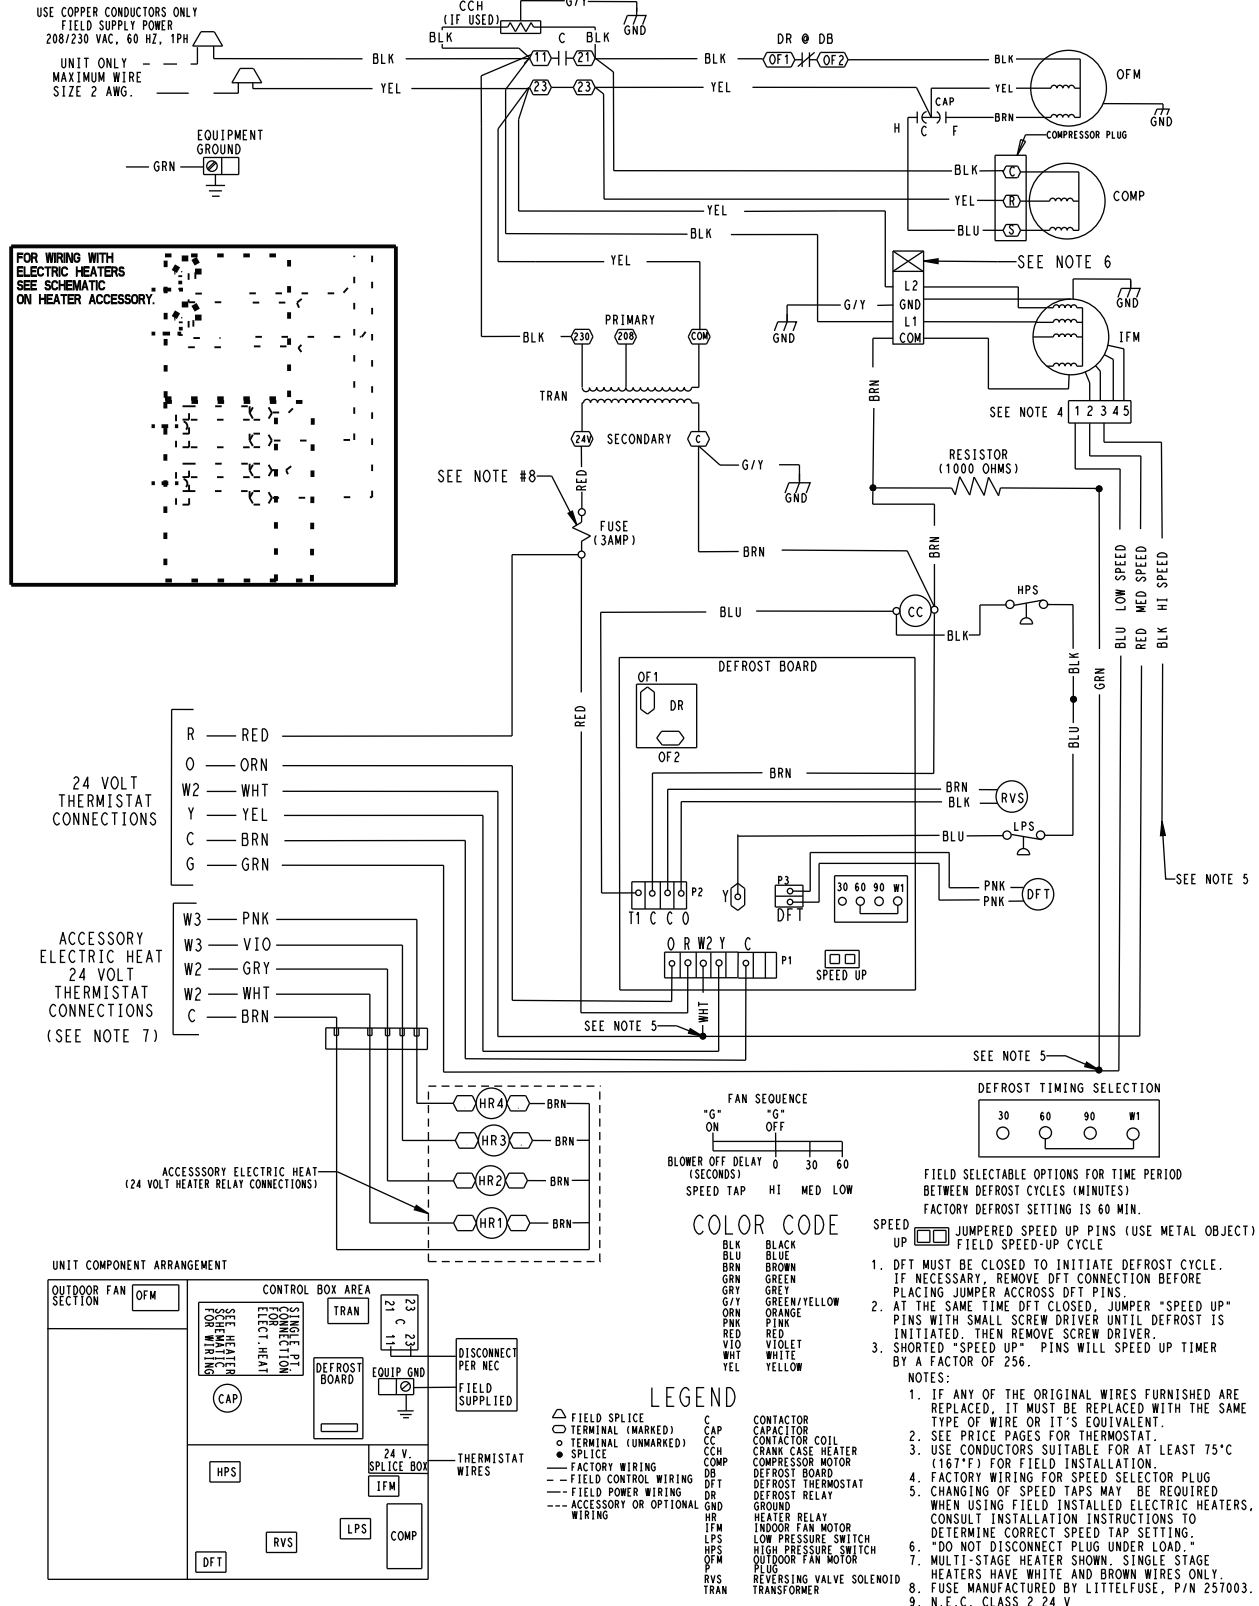 USE COPPER CONDUCTORS ONLY
FIELD SUPPLY POWER
208/230 VAC, 60 HZ, 1PH
UNIT ONLY
MAXIMUM WIRE
SIZE 2 AWG.
CCH
(IF USED)
G/Y
GND
BLK
C
BLK
BLK
11
21
BLK
DR @ DB
OF1
OF2
BLK
OFM
YEL
23
23
YEL
YEL
CAP
BRN
GND
H
C
F
EQUIPMENT
GROUND
GRN
COMPRESSOR PLUG
BLK
C
YEL
R
COMP
BLU
S
YEL
BLK
YEL
FOR WIRING WITH
ELECTRIC HEATERS
SEE SCHEMATIC
ON HEATER ACCESSORY.
SEE NOTE 6
L2
G/Y
GND
L1
COM
GND
GND
IFM
PRIMARY
BLK
230
208
COM
TRAN
BRN
SEE NOTE 4
1 2 3 4 5
24V
SECONDARY
C
G/Y
GND
RED
SEE NOTE #8
RESISTOR
(1000 OHMS)
FUSE
(3AMP)
BRN
BRN
BLU LOW SPEED
RED MED SPEED
BLK HI SPEED
BLU
CC
HPS
BLK
BLK
GRN
DEFROST BOARD
OF1
DR
OF2
RED
BLU
24 VOLT
THERMISTAT
CONNECTIONS
R RED
O ORN
W2 WHT
Y YEL
C BRN
G GRN
BRN
BRN
BLK
RVS
BLU
LPS
SEE NOTE 5
P2
T1 C C O
Y
P3
DFT
30 60 90 W1
PNK
PNK
DFT
ACCESSORY
ELECTRIC HEAT
24 VOLT
THERMISTAT
CONNECTIONS
(SEE NOTE 7)
W3 PNK
W3 VIO
W2 GRY
W2 WHT
C BRN
O R W2 Y C
P1
SPEED UP
WHT
SEE NOTE 5
SEE NOTE 5
HR4
BRN
HR3
BRN
HR2
BRN
HR1
BRN
ACCESSSORY ELECTRIC HEAT
(24 VOLT HEATER RELAY CONNECTIONS)
FAN SEQUENCE
"G" "G"
ON OFF
BLOWER OFF DELAY 0 30 60
(SECONDS)
SPEED TAP HI MED LOW
DEFROST TIMING SELECTION
30 60 90 W1
FIELD SELECTABLE OPTIONS FOR TIME PERIOD
BETWEEN DEFROST CYCLES (MINUTES)
FACTORY DEFROST SETTING IS 60 MIN.
SPEED
UP
JUMPERED SPEED UP PINS (USE METAL OBJECT)
FIELD SPEED-UP CYCLE
1. DFT MUST BE CLOSED TO INITIATE DEFROST CYCLE.
IF NECESSARY, REMOVE DFT CONNECTION BEFORE
PLACING JUMPER ACCROSS DFT PINS.
2. AT THE SAME TIME DFT CLOSED, JUMPER "SPEED UP"
PINS WITH SMALL SCREW DRIVER UNTIL DEFROST IS
INITIATED. THEN REMOVE SCREW DRIVER.
3. SHORTED "SPEED UP" PINS WILL SPEED UP TIMER
BY A FACTOR OF 256.
NOTES:
1. IF ANY OF THE ORIGINAL WIRES FURNISHED ARE
REPLACED, IT MUST BE REPLACED WITH THE SAME
TYPE OF WIRE OR IT'S EQUIVALENT.
2. SEE PRICE PAGES FOR THERMOSTAT.
3. USE CONDUCTORS SUITABLE FOR AT LEAST 75°C
(167°F) FOR FIELD INSTALLATION.
4. FACTORY WIRING FOR SPEED SELECTOR PLUG
5. CHANGING OF SPEED TAPS MAY BE REQUIRED
WHEN USING FIELD INSTALLED ELECTRIC HEATERS,
CONSULT INSTALLATION INSTRUCTIONS TO
DETERMINE CORRECT SPEED TAP SETTING.
6. "DO NOT DISCONNECT PLUG UNDER LOAD."
7. MULTI-STAGE HEATER SHOWN. SINGLE STAGE
HEATERS HAVE WHITE AND BROWN WIRES ONLY.
8. FUSE MANUFACTURED BY LITTELFUSE, P/N 257003.
9. N.E.C. CLASS 2 24 V
COLOR CODE
BLK BLACK
BLU BLUE
BRN BROWN
GRN GREEN
GRY GREY
G/Y GREEN/YELLOW
ORN ORANGE
PNK PINK
RED RED
VIO VIOLET
WHT WHITE
YEL YELLOW
UNIT COMPONENT ARRANGEMENT
OUTDOOR FAN
SECTION
OFM
CONTROL BOX AREA
SINGLE PT.
CONNECTION
FOR
ELECT.HEAT
SEE HEATER
SCHEMATIC
FOR WIRING
TRAN
23 23
21 C 11
DEFROST
BOARD
EQUIP GND
CAP
DISCONNECT
PER NEC
FIELD
SUPPLIED
24 V.
SPLICE BOX
THERMISTAT
WIRES
HPS
IFM
LPS
COMP
RVS
DFT
LEGEND
FIELD SPLICE
TERMINAL (MARKED)
TERMINAL (UNMARKED)
SPLICE
FACTORY WIRING
FIELD CONTROL WIRING
FIELD POWER WIRING
ACCESSORY OR OPTIONAL
WIRING
C CONTACTOR
CAP CAPACITOR
CC CONTACTOR COIL
CCH CRANK CASE HEATER
COMP COMPRESSOR MOTOR
DB DEFROST BOARD
DFT DEFROST THERMOSTAT
DR DEFROST RELAY
GND GROUND
HR HEATER RELAY
IFM INDOOR FAN MOTOR
LPS LOW PRESSURE SWITCH
HPS HIGH PRESSURE SWITCH
OFM OUTDOOR FAN MOTOR
P PLUG
RVS REVERSING VALVE SOLENOID
TRAN TRANSFORMER